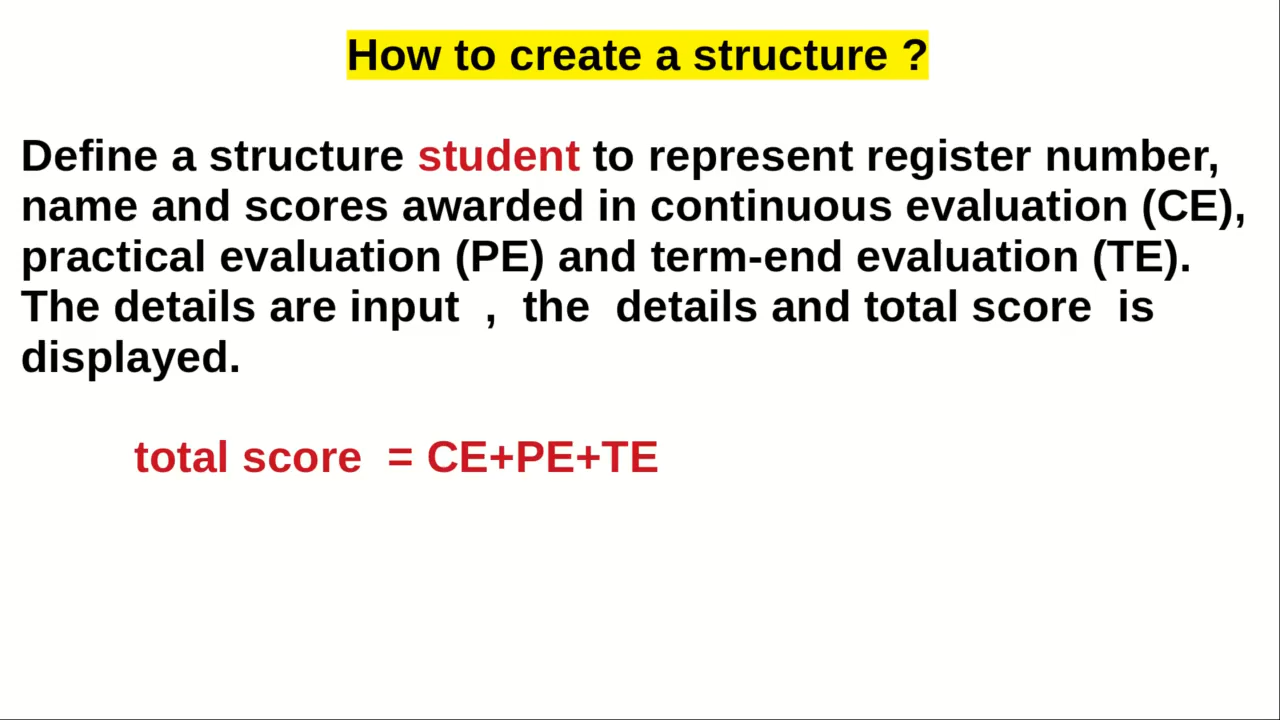 How to create a structure ?
Define a structure student to represent register number,
name and scores awarded in continuous evaluation (CE),
practical evaluation (PE) and term-end evaluation (TE).
The details are input , the details and total score is
displayed.
total score = CE+PE+TE